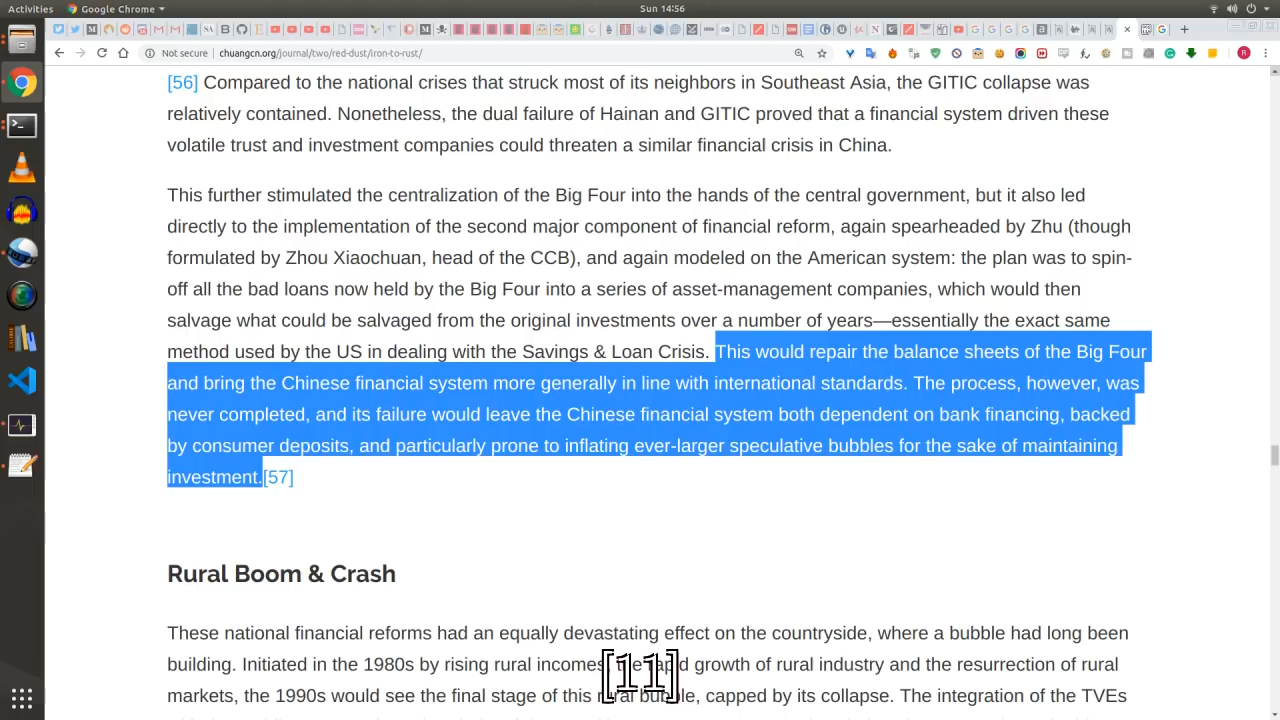 Activities
Google Chrome
Sun 14:56
Not secure
chuangcn.org/journal/two/red-dust/iron-to-rust/
[56] Compared to the national crises that struck most of its neighbors in Southeast Asia, the GITIC collapse was
relatively contained. Nonetheless, the dual failure of Hainan and GITIC proved that a financial system driven these
volatile trust and investment companies could threaten a similar financial crisis in China.
This further stimulated the centralization of the Big Four into the hands of the central government, but it also led
directly to the implementation of the second major component of financial reform, again spearheaded by Zhu (though
formulated by Zhou Xiaochuan, head of the CCB), and again modeled on the American system: the plan was to spin-
off all the bad loans now held by the Big Four into a series of asset-management companies, which would then
salvage what could be salvaged from the original investments over a number of years—essentially the exact same
method used by the US in dealing with the Savings & Loan Crisis. This would repair the balance sheets of the Big Four
and bring the Chinese financial system more generally in line with international standards. The process, however, was
never completed, and its failure would leave the Chinese financial system both dependent on bank financing, backed
by consumer deposits, and particularly prone to inflating ever-larger speculative bubbles for the sake of maintaining
investment.[57]
Rural Boom & Crash
These national financial reforms had an equally devastating effect on the countryside, where a bubble had long been
building. Initiated in the 1980s by rising rural incomes, the rapid growth of rural industry and the resurrection of rural
markets, the 1990s would see the final stage of this rural bubble, capped by its collapse. The integration of the TVEs
[11]